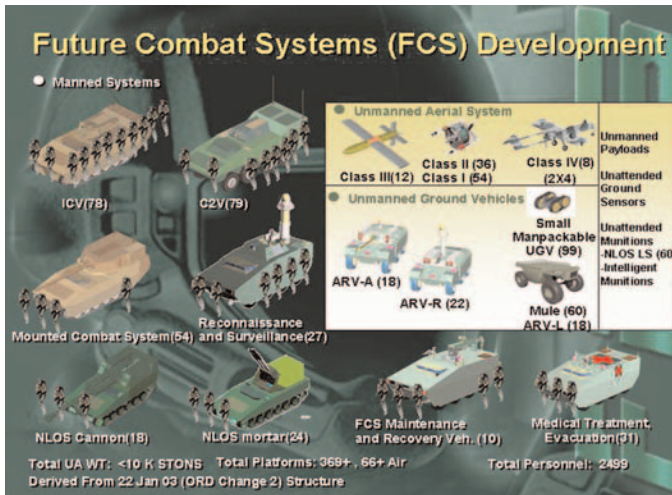 Future Combat Systems (FCS) Development
Manned Systems
ICV(78)
C2V(79)
Mounted Combat System(54)
Reconnaissance
and Surveillance(27)
NLOS Cannon(18)
NLOS mortar(24)
Unmanned Aerial System
Class III(12)
Class II (36)
Class I (54)
Class IV(8)
(2X4)
Unmanned Ground Vehicles
ARV-A (18)
ARV-R (22)
Small
Manpackable
UGV (99)
Mule (60)
ARV-L (18)
Unmanned
Payloads
Unattended
Ground
Sensors
Unattended
Munitions
-NLOS LS (60
-Intelligent
Munitions
FCS Maintenance
and Recovery Veh. (10)
Medical Treatment,
Evacuation(31)
Total UA WT: <10 K STONS Total Platforms: 369+ , 66+ Air Total Personnel: 2499
Derived From 22 Jan 03 (ORD Change 2) Structure